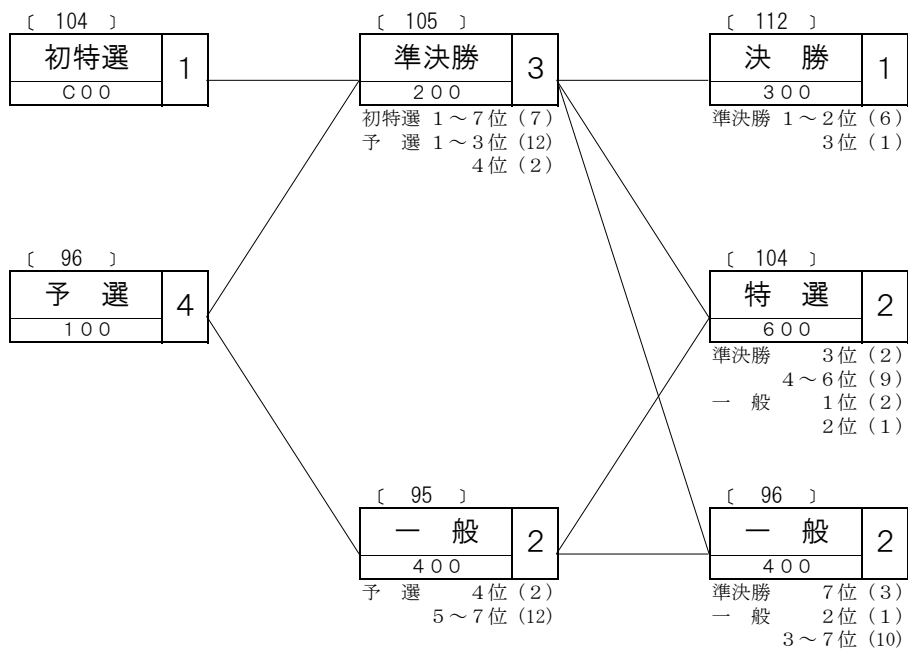 〔 104 〕
初特選 1
C00
〔 105 〕
準決勝 3
200
初特選 1~7位(7)
予 選 1~3位(12)
4位(2)
〔 112 〕
決 勝 1
300
準決勝 1~2位(6)
3位(1)
〔 96 〕
予 選 4
100
〔 104 〕
特 選 2
600
準決勝 3位(2)
4~6位(9)
一 般 1位(2)
2位(1)
〔 95 〕
一 般 2
400
予 選 4位(2)
5~7位(12)
〔 96 〕
一 般 2
400
準決勝 7位(3)
一 般 2位(1)
3~7位(10)